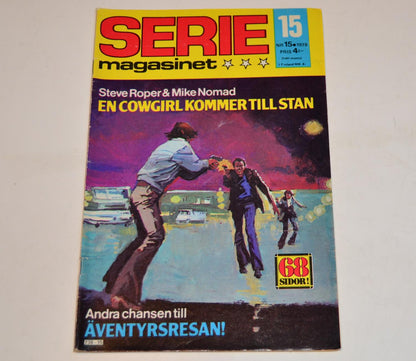 SERIE
magasinet
15
NR 15•1979
PRIS 4:-
Steve Roper & Mike Nomad
EN COWGIRL KOMMER TILL STAN
68
SIDOR!
Andra chansen till
ÄVENTYRSRESAN!